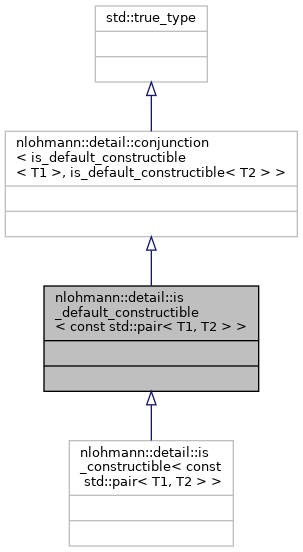 std::true_type
nlohmann::detail::conjunction
< is_default_constructible
< T1 >, is_default_constructible< T2 > >
nlohmann::detail::is
_default_constructible
< const std::pair< T1, T2 > >
nlohmann::detail::is
_constructible< const
std::pair< T1, T2 > >